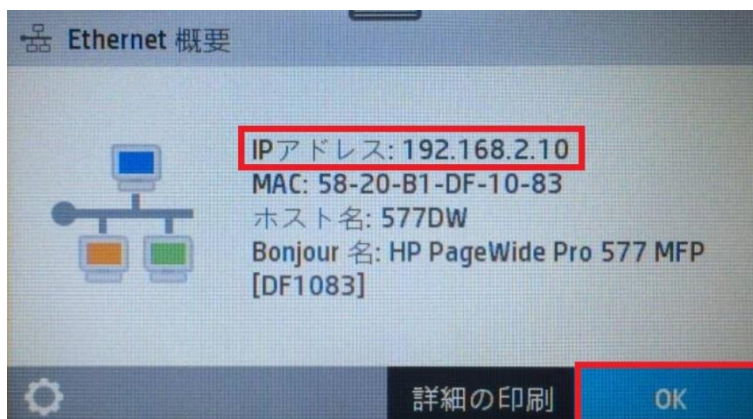 Ethernet 概要
IPアドレス: 192.168.2.10
MAC: 58-20-B1-DF-10-83
ホスト名: 577DW
Bonjour 名: HP PageWide Pro 577 MFP
[DF1083]
詳細の印刷
OK